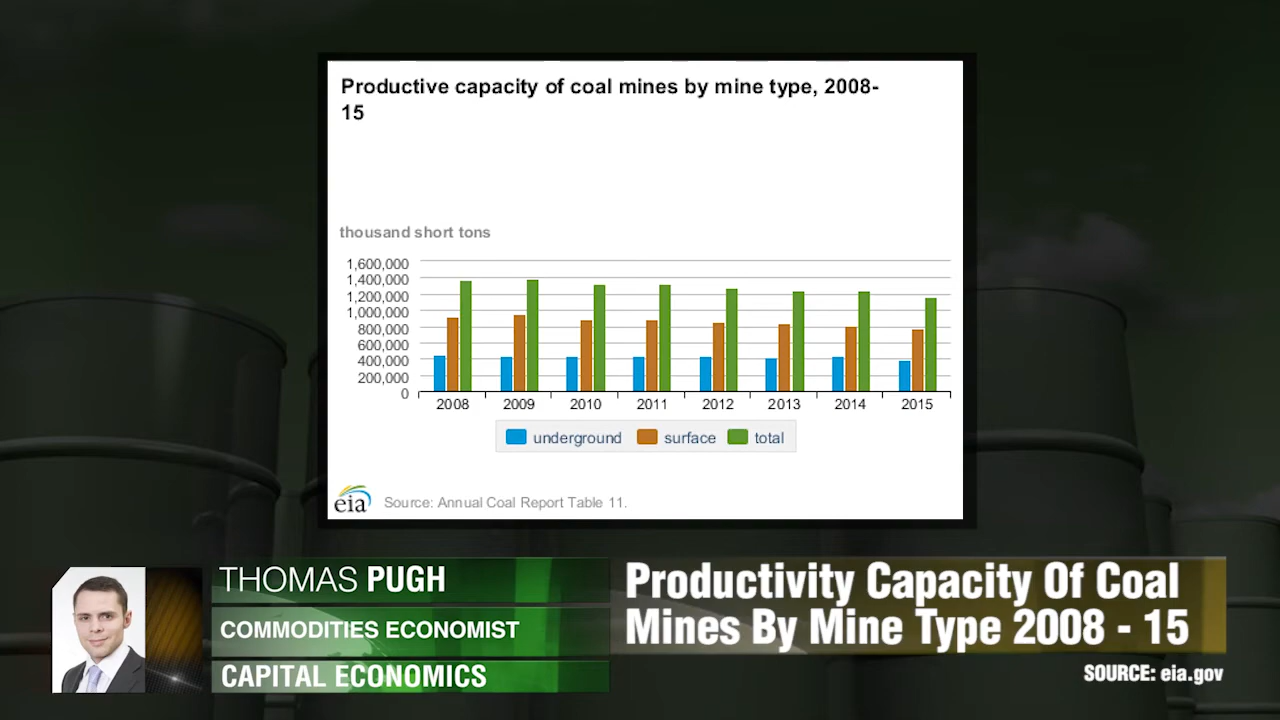 Productive capacity of coal mines by mine type, 2008-
15
thousand short tons
1,600,000
1,400,000
1,200,000
1,000,000
800,000
600,000
400,000
200,000
0
2008 2009 2010 2011 2012 2013 2014 2015
underground surface total
eia Source: Annual Coal Report Table 11.
THOMAS PUGH
COMMODITIES ECONOMIST
CAPITAL ECONOMICS
Productivity Capacity Of Coal
Mines By Mine Type 2008 - 15
SOURCE: eia.gov